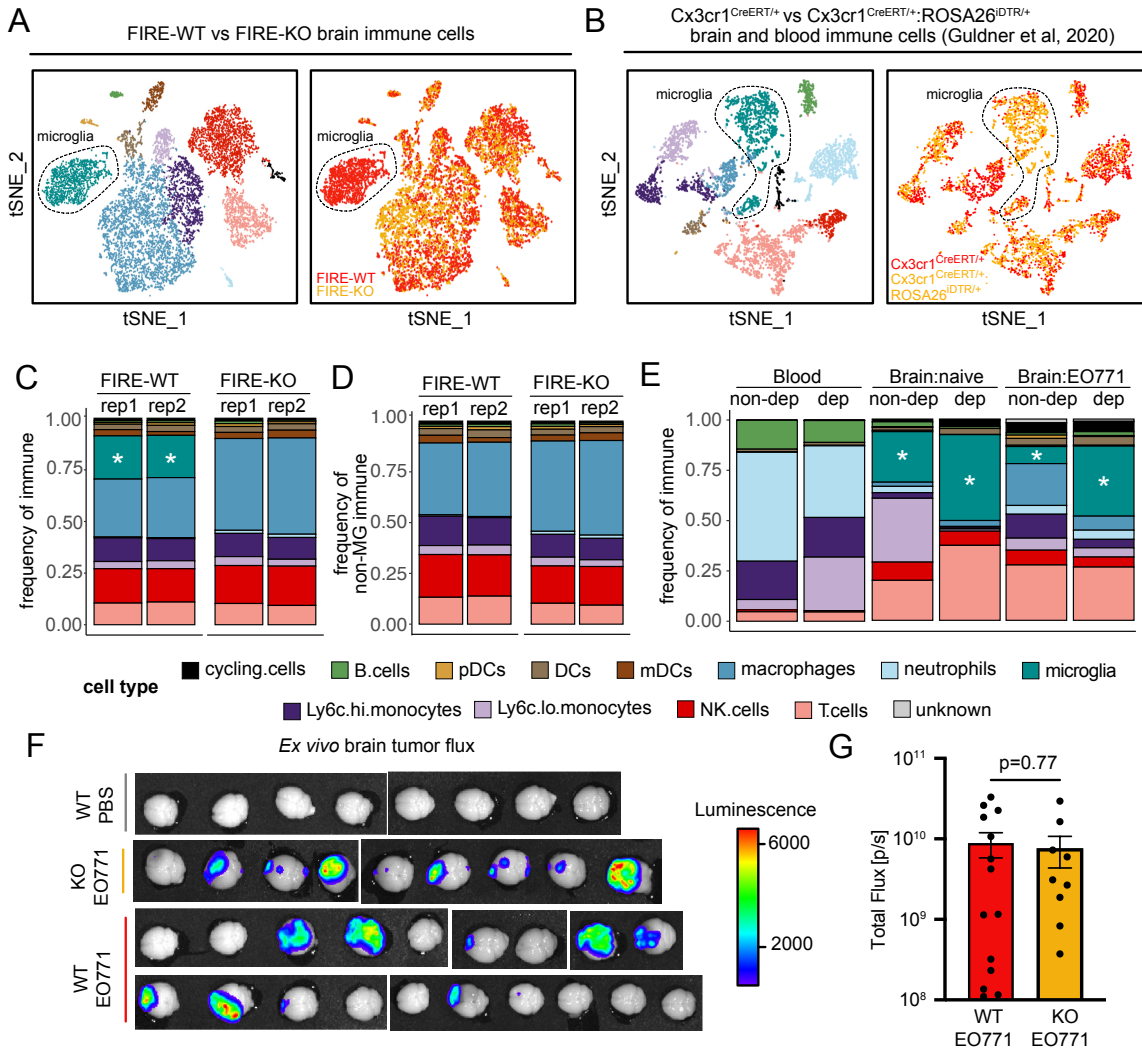 A
FIRE-WT vs FIRE-KO brain immune cells
microglia
microglia
FIRE-WT
FIRE-KO
tSNE_2
tSNE_1
tSNE_1
B
Cx3cr1CreERT/+ vs Cx3cr1CreERT/+:ROSA26iDTR/+
brain and blood immune cells (Guldner et al, 2020)
microglia
microglia
Cx3cr1CreERT/+
Cx3cr1CreERT/+:
ROSA26iDTR/+
tSNE_2
tSNE_1
tSNE_1
C
FIRE-WT FIRE-KO
rep1 rep2 rep1 rep2
frequency of immune
1.00
0.75
0.50
0.25
0.00
* *
D
FIRE-WT FIRE-KO
rep1 rep2 rep1 rep2
frequency of
non-MG immune
1.00
0.75
0.50
0.25
0.00
E
Blood Brain:naive Brain:EO771
non-dep dep non-dep dep non-dep dep
frequency of immune
1.00
0.75
0.50
0.25
0.00
* * * *
cell type
cycling.cells B.cells pDCs DCs mDCs macrophages neutrophils microglia
Ly6c.hi.monocytes Ly6c.lo.monocytes NK.cells T.cells unknown
F
Ex vivo brain tumor flux
WT
PBS
KO
EO771
WT
EO771
Luminescence
6000
2000
G
p=0.77
Total Flux[p/s]
1011
1010
109
108
WT
EO771
KO
EO771